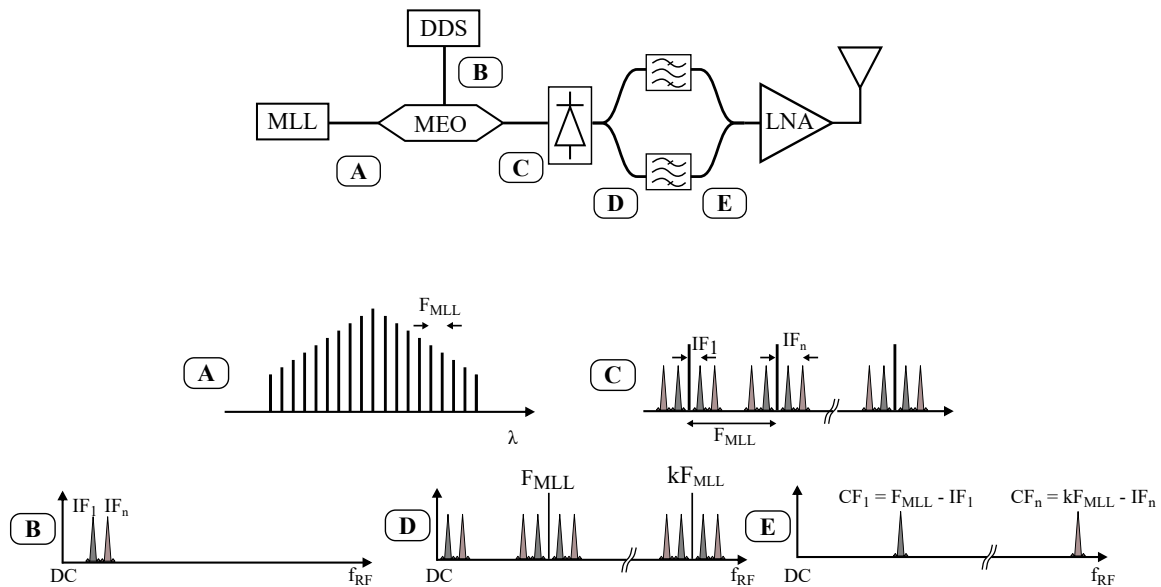 DDS
B
MLL
MEO
LNA
A
C
D
E
F_MLL
A
λ
IF_1
IF_n
C
F_MLL
B
IF_1 IF_n
DC
f_RF
D
F_MLL
kF_MLL
DC
f_RF
E
CF_1 = F_MLL - IF_1
CF_n = kF_MLL - IF_n
DC
f_RF